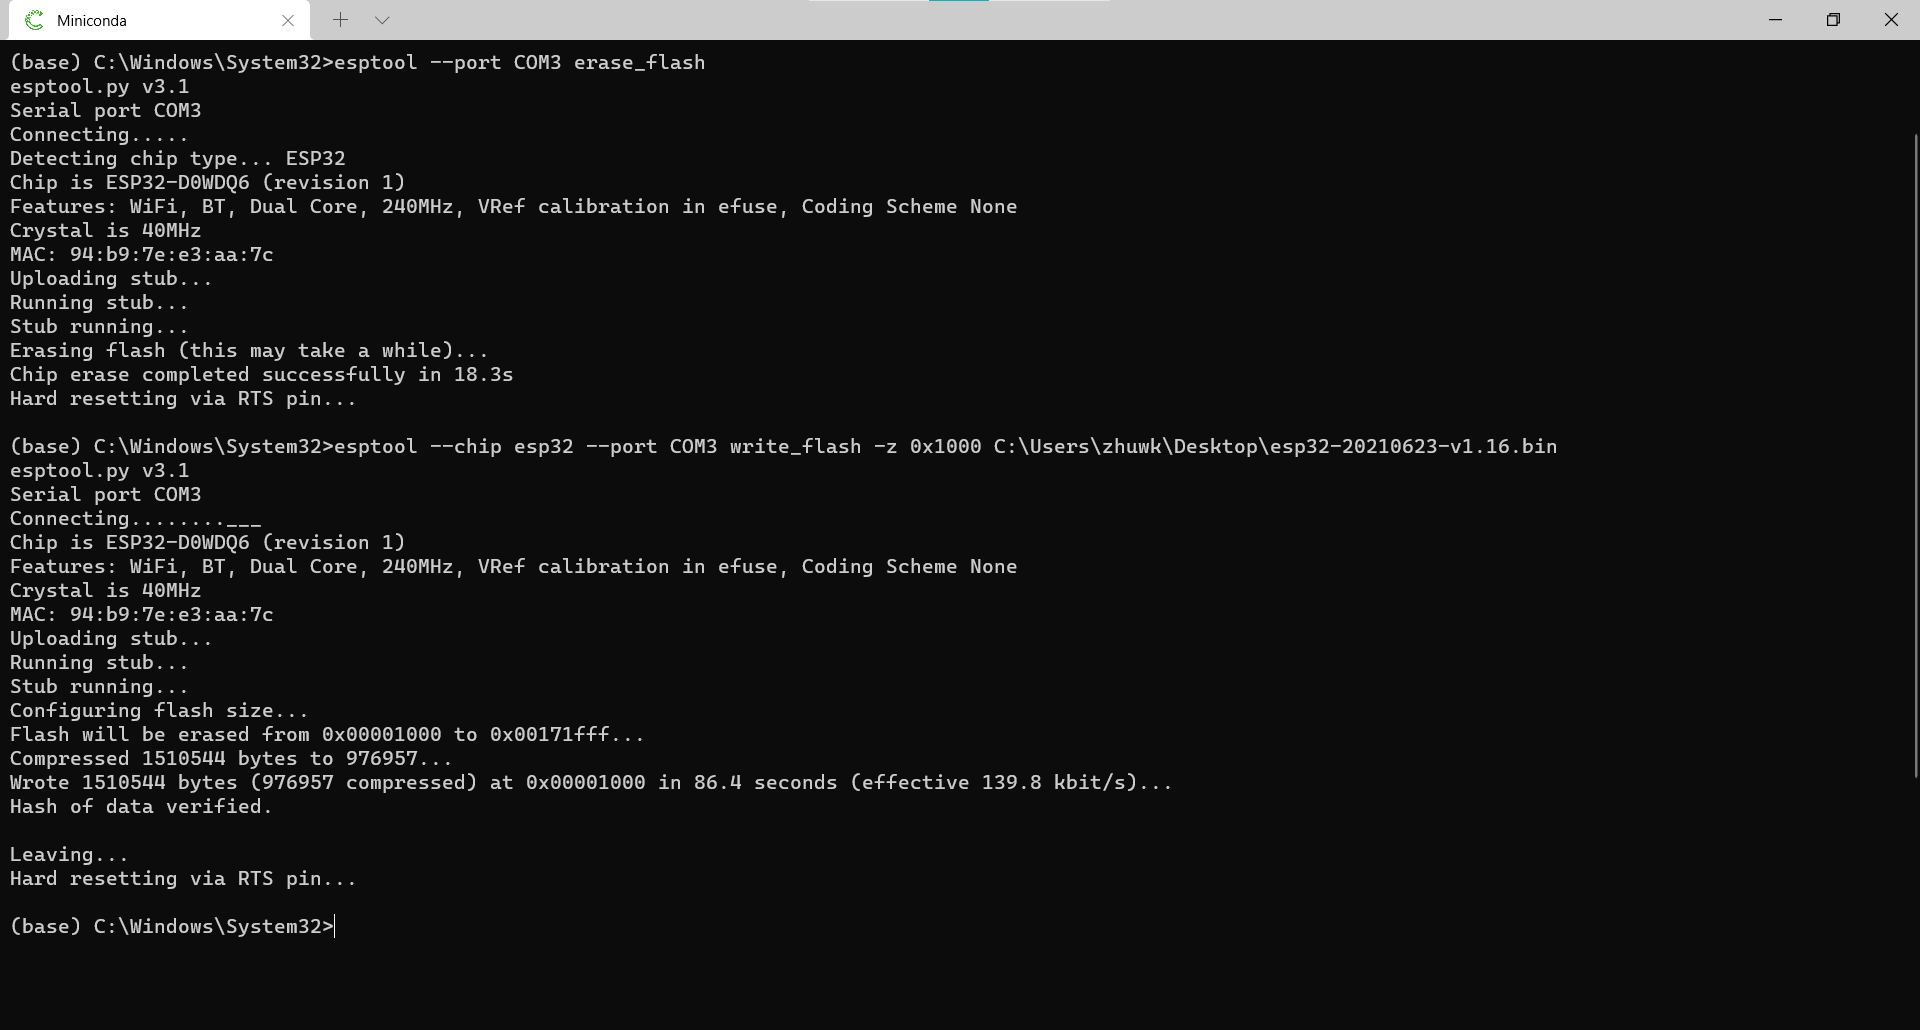 Miniconda
(base) C:\Windows\System32>esptool --port COM3 erase_flash
esptool.py v3.1
Serial port COM3
Connecting.....
Detecting chip type... ESP32
Chip is ESP32-D0WDQ6 (revision 1)
Features: WiFi, BT, Dual Core, 240MHz, VRef calibration in efuse, Coding Scheme None
Crystal is 40MHz
MAC: 94:b9:7e:e3:aa:7c
Uploading stub...
Running stub...
Stub running...
Erasing flash (this may take a while)...
Chip erase completed successfully in 18.3s
Hard resetting via RTS pin...
(base) C:\Windows\System32>esptool --chip esp32 --port COM3 write_flash -z 0x1000 C:\Users\zhuwk\Desktop\esp32-20210623-v1.16.bin
esptool.py v3.1
Serial port COM3
Connecting........___
Chip is ESP32-D0WDQ6 (revision 1)
Features: WiFi, BT, Dual Core, 240MHz, VRef calibration in efuse, Coding Scheme None
Crystal is 40MHz
MAC: 94:b9:7e:e3:aa:7c
Uploading stub...
Running stub...
Stub running...
Configuring flash size...
Flash will be erased from 0x00001000 to 0x00171fff...
Compressed 1510544 bytes to 976957...
Wrote 1510544 bytes (976957 compressed) at 0x00001000 in 86.4 seconds (effective 139.8 kbit/s)...
Hash of data verified.
Leaving...
Hard resetting via RTS pin...
(base) C:\Windows\System32>